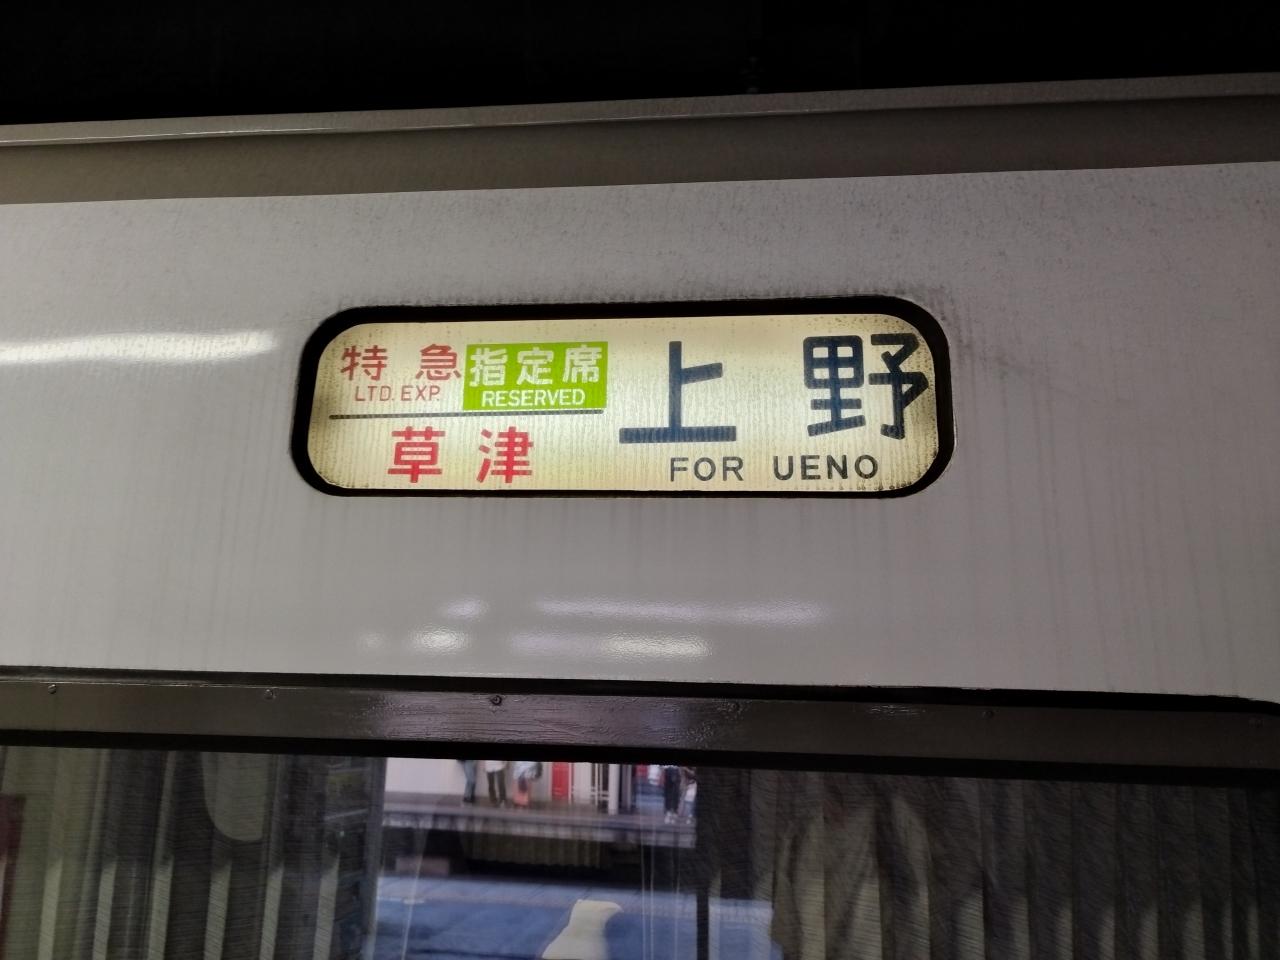 特急 指定席
LTD. EXP. RESERVED
草津
上野
FOR UENO